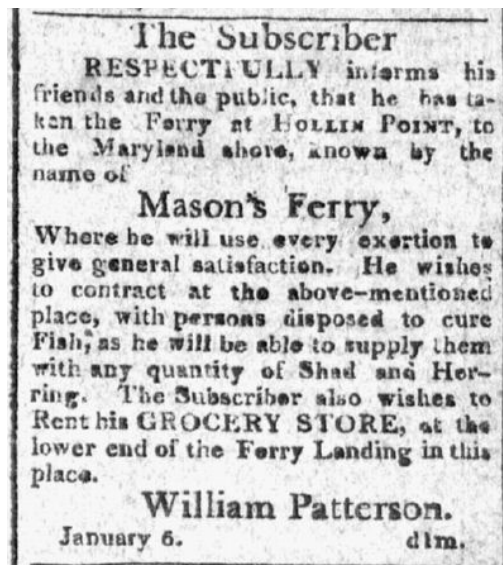 The Subscriber
RESPECTFULLY informs his
friends and the public, that he has ta-
ken the Ferry at HOLLIN POINT, to
the Maryland shore, known by the
name of
Mason's Ferry,
Where he will use every exertion to
give general satisfaction. He wishes
to contract at the above-mentioned
place, with persons disposed to cure
Fish, as he will be able to supply them
with any quantity of Shad and Her-
ring. The Subscriber also wishes to
Rent his GROCERY STORE, at the
lower end of the Ferry Landing in this
place.
William Patterson.
January 6. d1m.